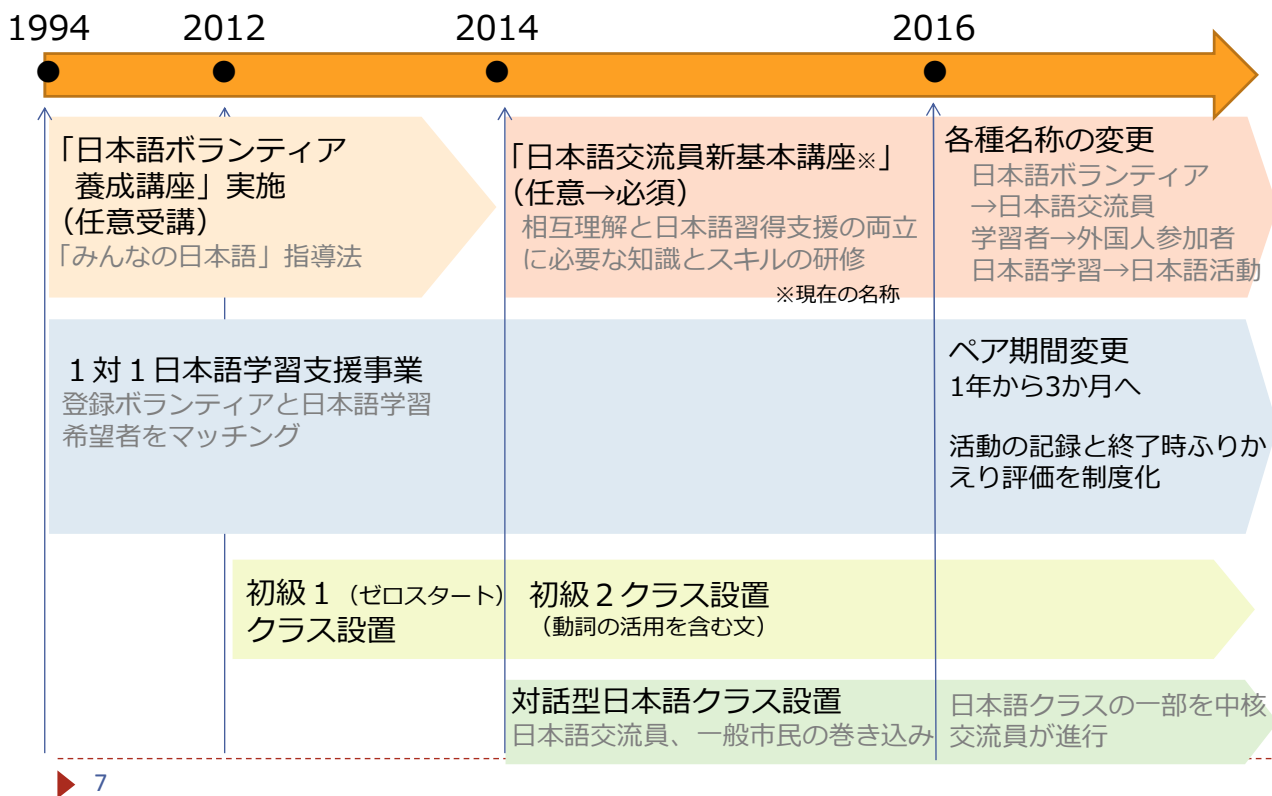 1994
2012
2014
2016
「日本語ボランティア
養成講座」実施
(任意受講)
「みんなの日本語」指導法
「日本語交流員新基本講座※」
(任意→必須)
相互理解と日本語習得支援の両立
に必要な知識とスキルの研修
※現在の名称
各種名称の変更
日本語ボランティア
→日本語交流員
学習者→外国人参加者
日本語学習→日本語活動
1対1日本語学習支援事業
登録ボランティアと日本語学習
希望者をマッチング
ペア期間変更
1年から3か月へ
活動の記録と終了時ふりか
えり評価を制度化
初級1(ゼロスタート)
クラス設置
初級2クラス設置
(動詞の活用を含む文)
対話型日本語クラス設置
日本語交流員、一般市民の巻き込み
日本語クラスの一部を中核
交流員が進行
7